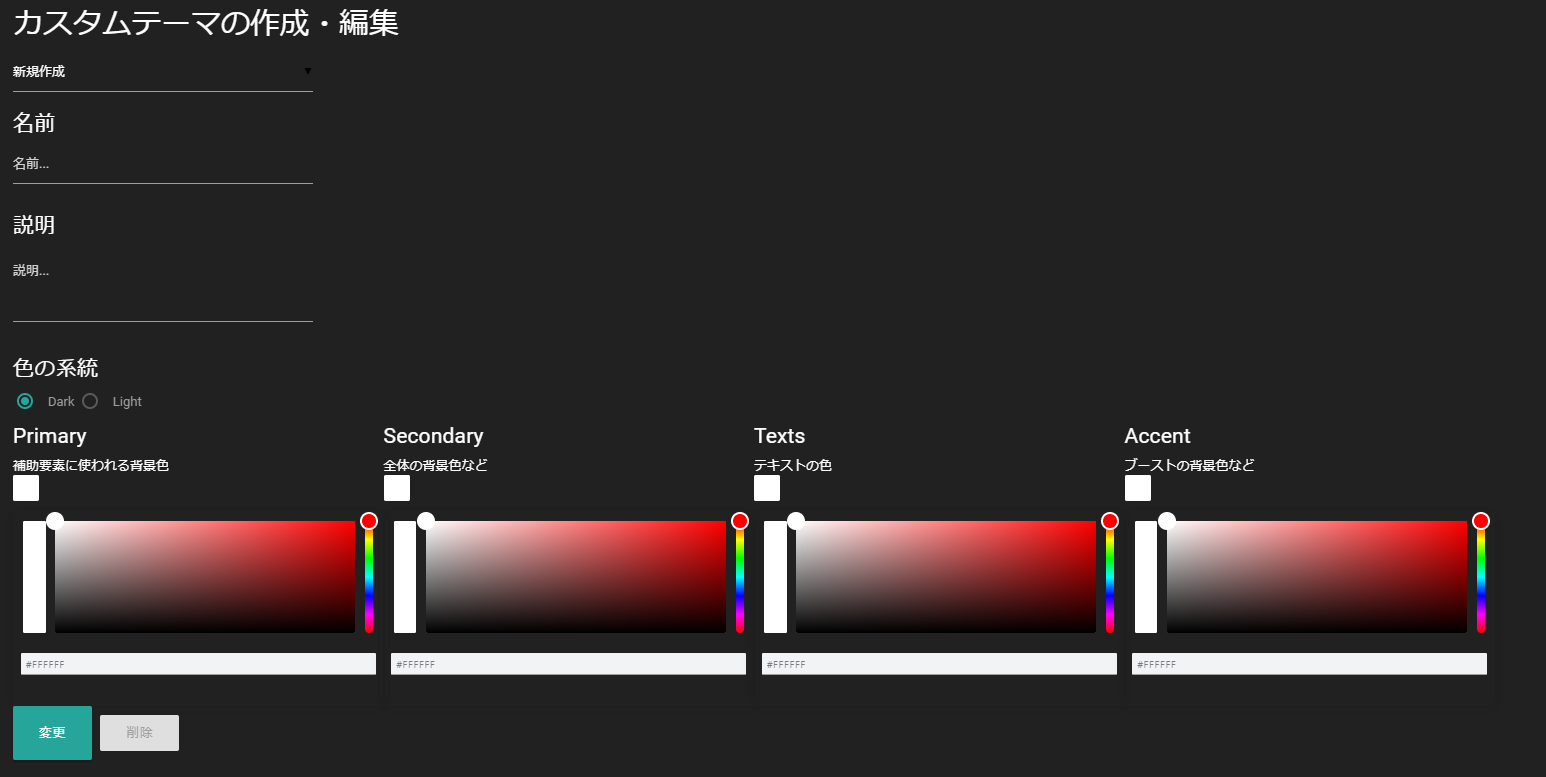 カスタムテーマの作成・編集
新規作成
名前
名前...
説明
説明...
色の系統
Dark Light
Primary Secondary Texts Accent
補助要素に使われる背景色 全体の背景色など テキストの色 ブーストの背景色など
#FFFFFF #FFFFFF #FFFFFF #FFFFFF
変更 削除